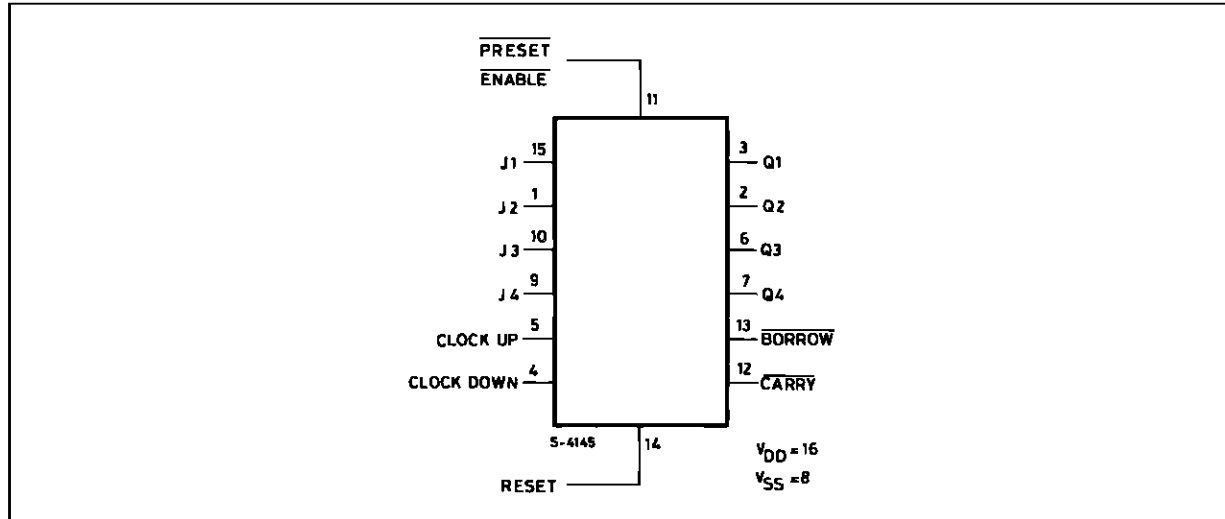 PRESET
ENABLE
11
15 3
J1 Q1
1 2
J2 Q2
10 6
J3 Q3
9 7
J4 Q4
5 13
CLOCK UP BORROW
4 12
CLOCK DOWN CARRY
S-4145 14
VDD = 16
RESET
VSS = 8